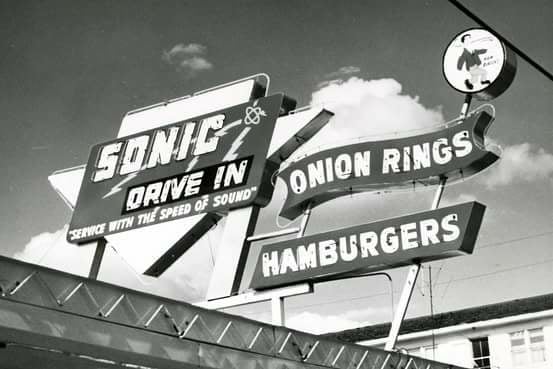 SONIC
DRIVE IN
"SERVICE WITH THE SPEED OF SOUND"
ONION RINGS
HAMBURGERS